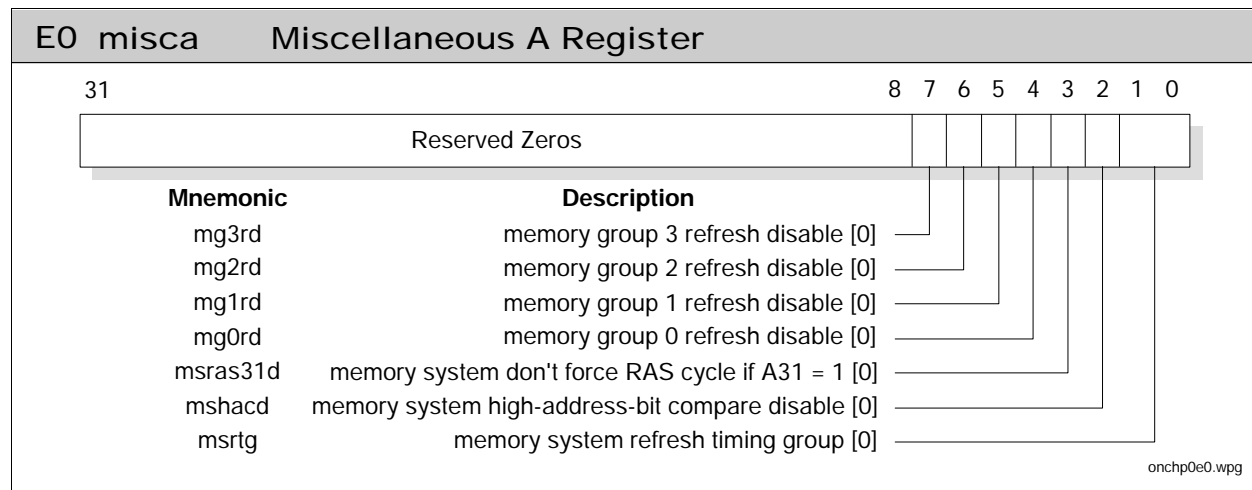 E0 misca Miscellaneous A Register
31 8 7 6 5 4 3 2 1 0
Reserved Zeros
Mnemonic Description
mg3rd memory group 3 refresh disable [0]
mg2rd memory group 2 refresh disable [0]
mg1rd memory group 1 refresh disable [0]
mg0rd memory group 0 refresh disable [0]
msras31d memory system don't force RAS cycle if A31 = 1 [0]
mshacd memory system high-address-bit compare disable [0]
msrtg memory system refresh timing group [0]
onchp0e0.wpg